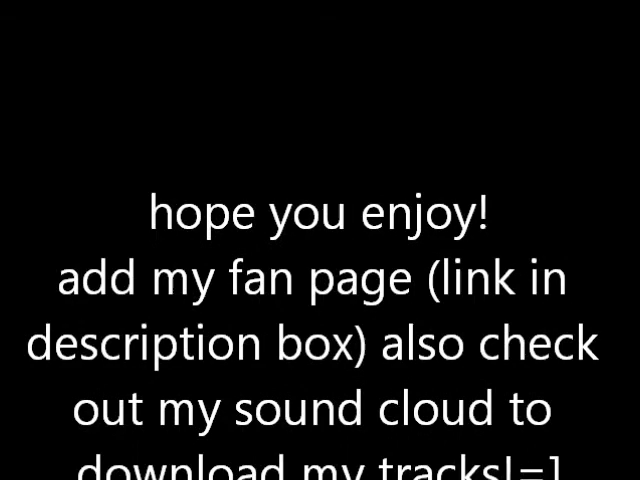 hope you enjoy!
add my fan page (link in
description box) also check
out my sound cloud to
download my tracks!=]